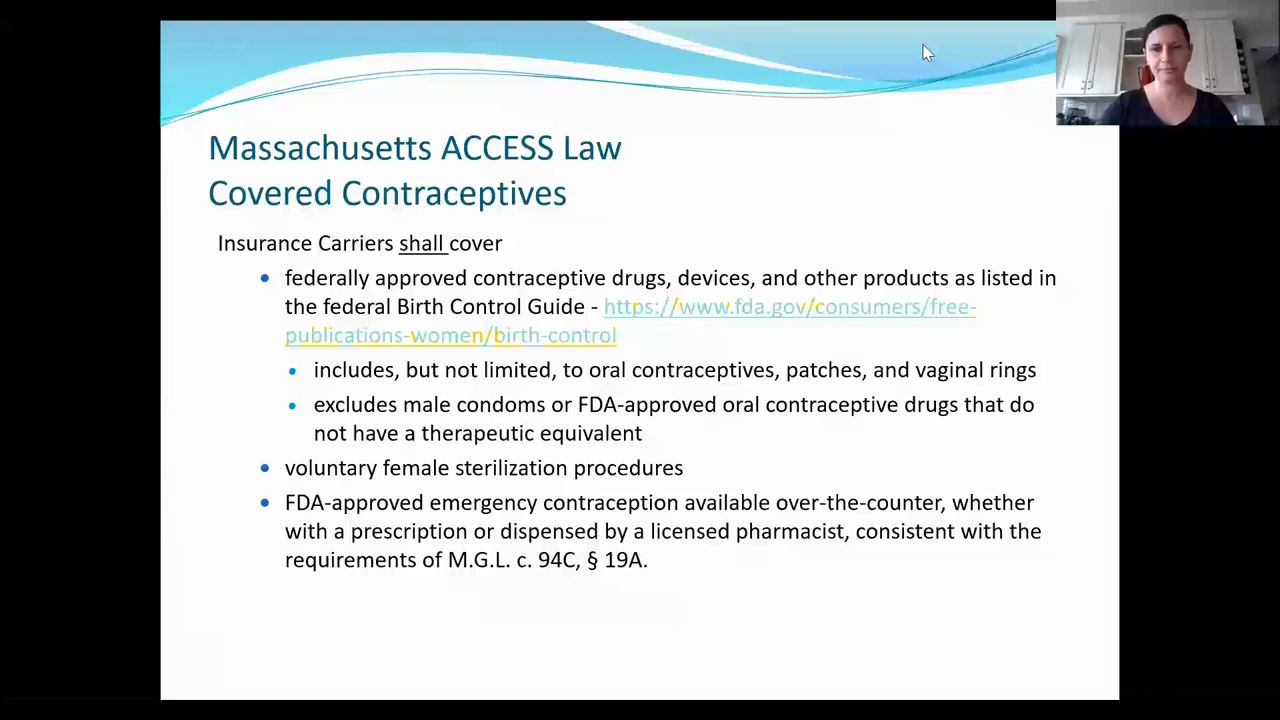 Massachusetts ACCESS Law
Covered Contraceptives
Insurance Carriers shall cover
• federally approved contraceptive drugs, devices, and other products as listed in
the federal Birth Control Guide - https://www.fda.gov/consumers/free-
publications-women/birth-control
• includes, but not limited, to oral contraceptives, patches, and vaginal rings
• excludes male condoms or FDA-approved oral contraceptive drugs that do
not have a therapeutic equivalent
• voluntary female sterilization procedures
• FDA-approved emergency contraception available over-the-counter, whether
with a prescription or dispensed by a licensed pharmacist, consistent with the
requirements of M.G.L. c. 94C, § 19A.